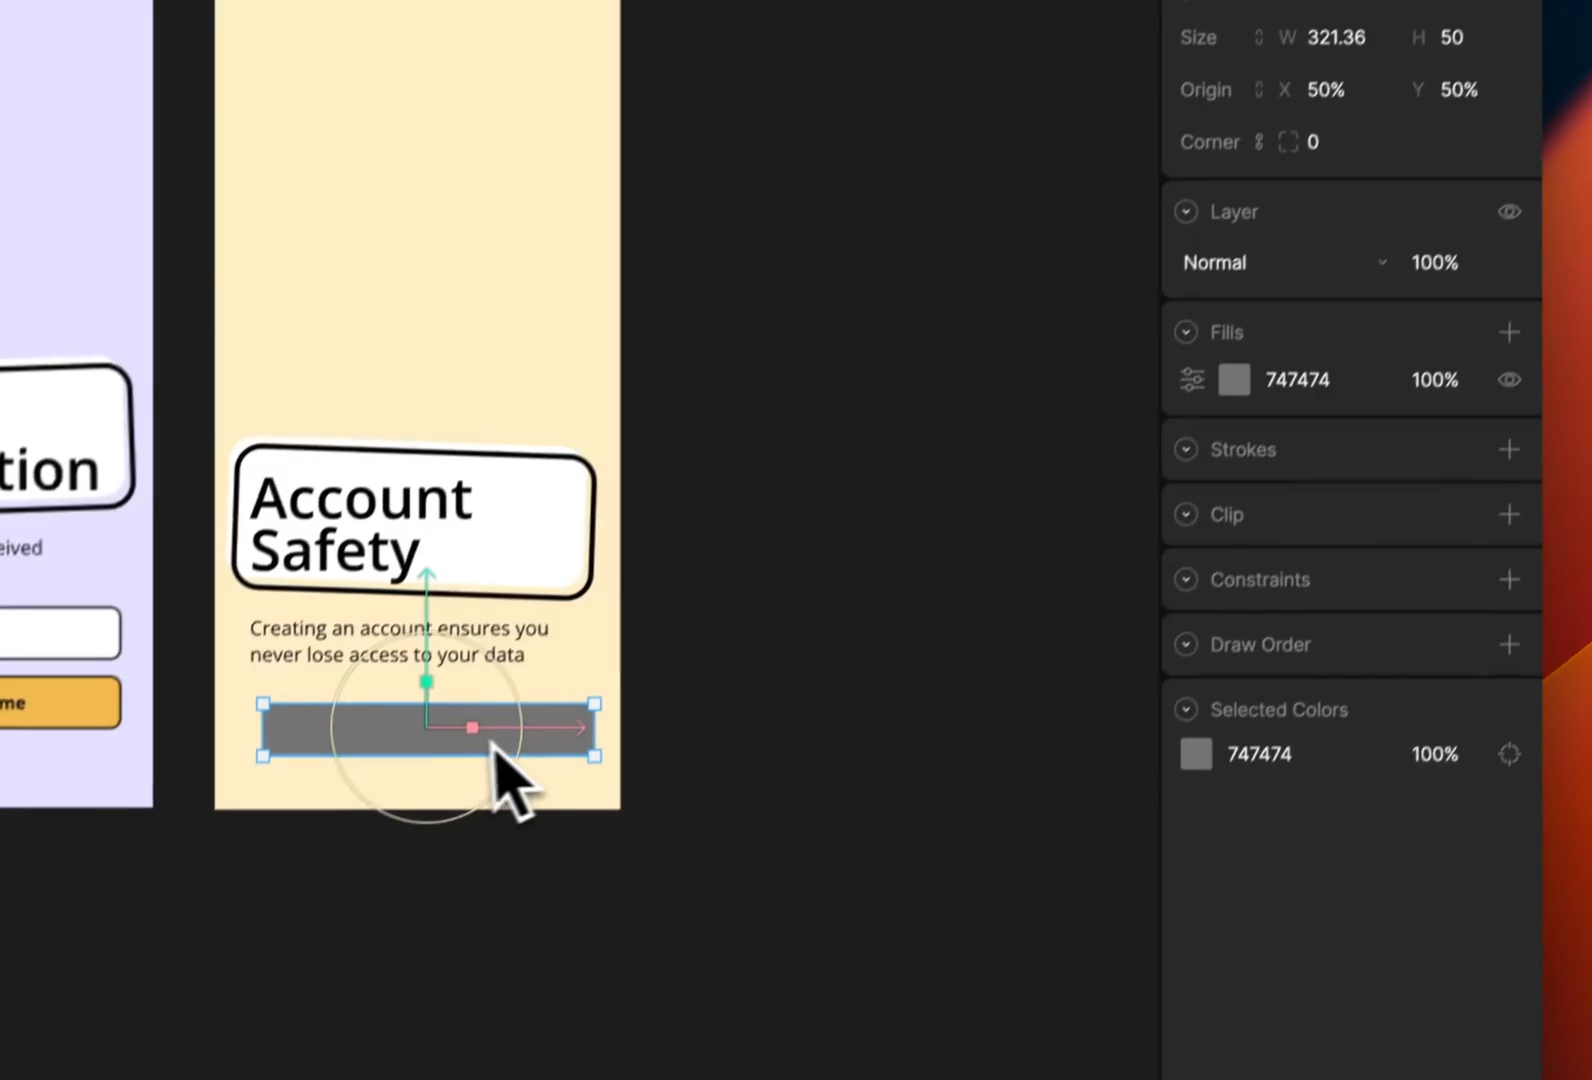 Size W 321.36 H 50
Origin X 50% Y 50%
Corner 0
Layer
Normal 100%
Fills
747474 100%
Strokes
Clip
Constraints
Draw Order
Selected Colors
747474 100%
tion
eived
me
Account
Safety
Creating an account ensures you
never lose access to your data